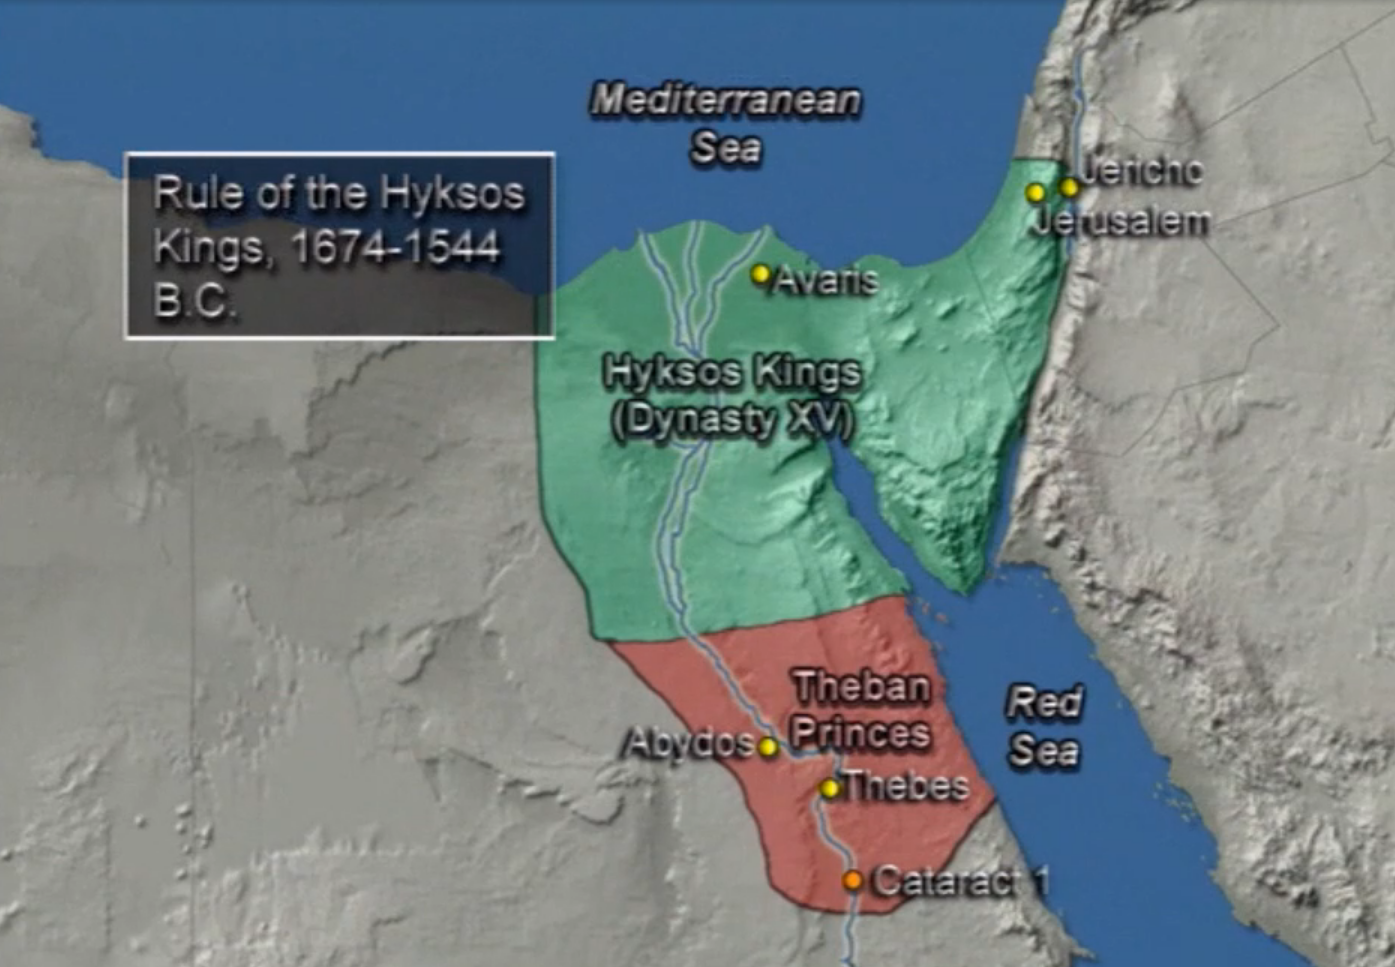 Mediterranean
Sea
Rule of the Hyksos
Kings, 1674-1544
B.C.
Jericho
Jerusalem
Avaris
Hyksos Kings
(Dynasty XV)
Theban
Princes
Red
Sea
Abydos
Thebes
Cataract 1